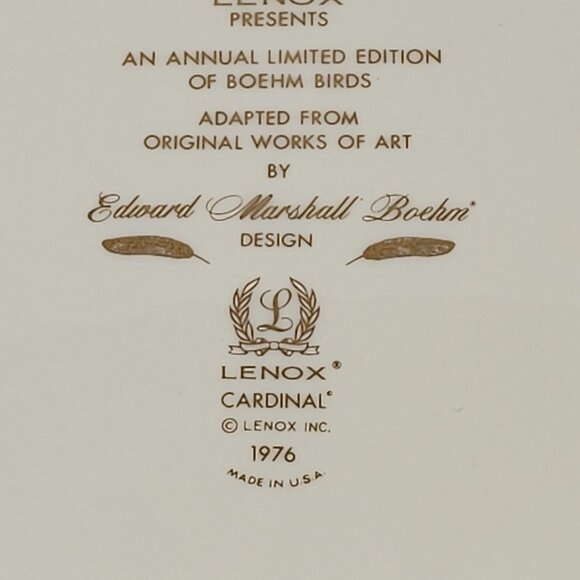 LENOX
PRESENTS
AN ANNUAL LIMITED EDITION
OF BOEHM BIRDS
ADAPTED FROM
ORIGINAL WORKS OF ART
BY
Edward Marshall Boehm®
DESIGN
L
LENOX®
CARDINAL©
© LENOX INC.
1976
MADE IN U.S.A.